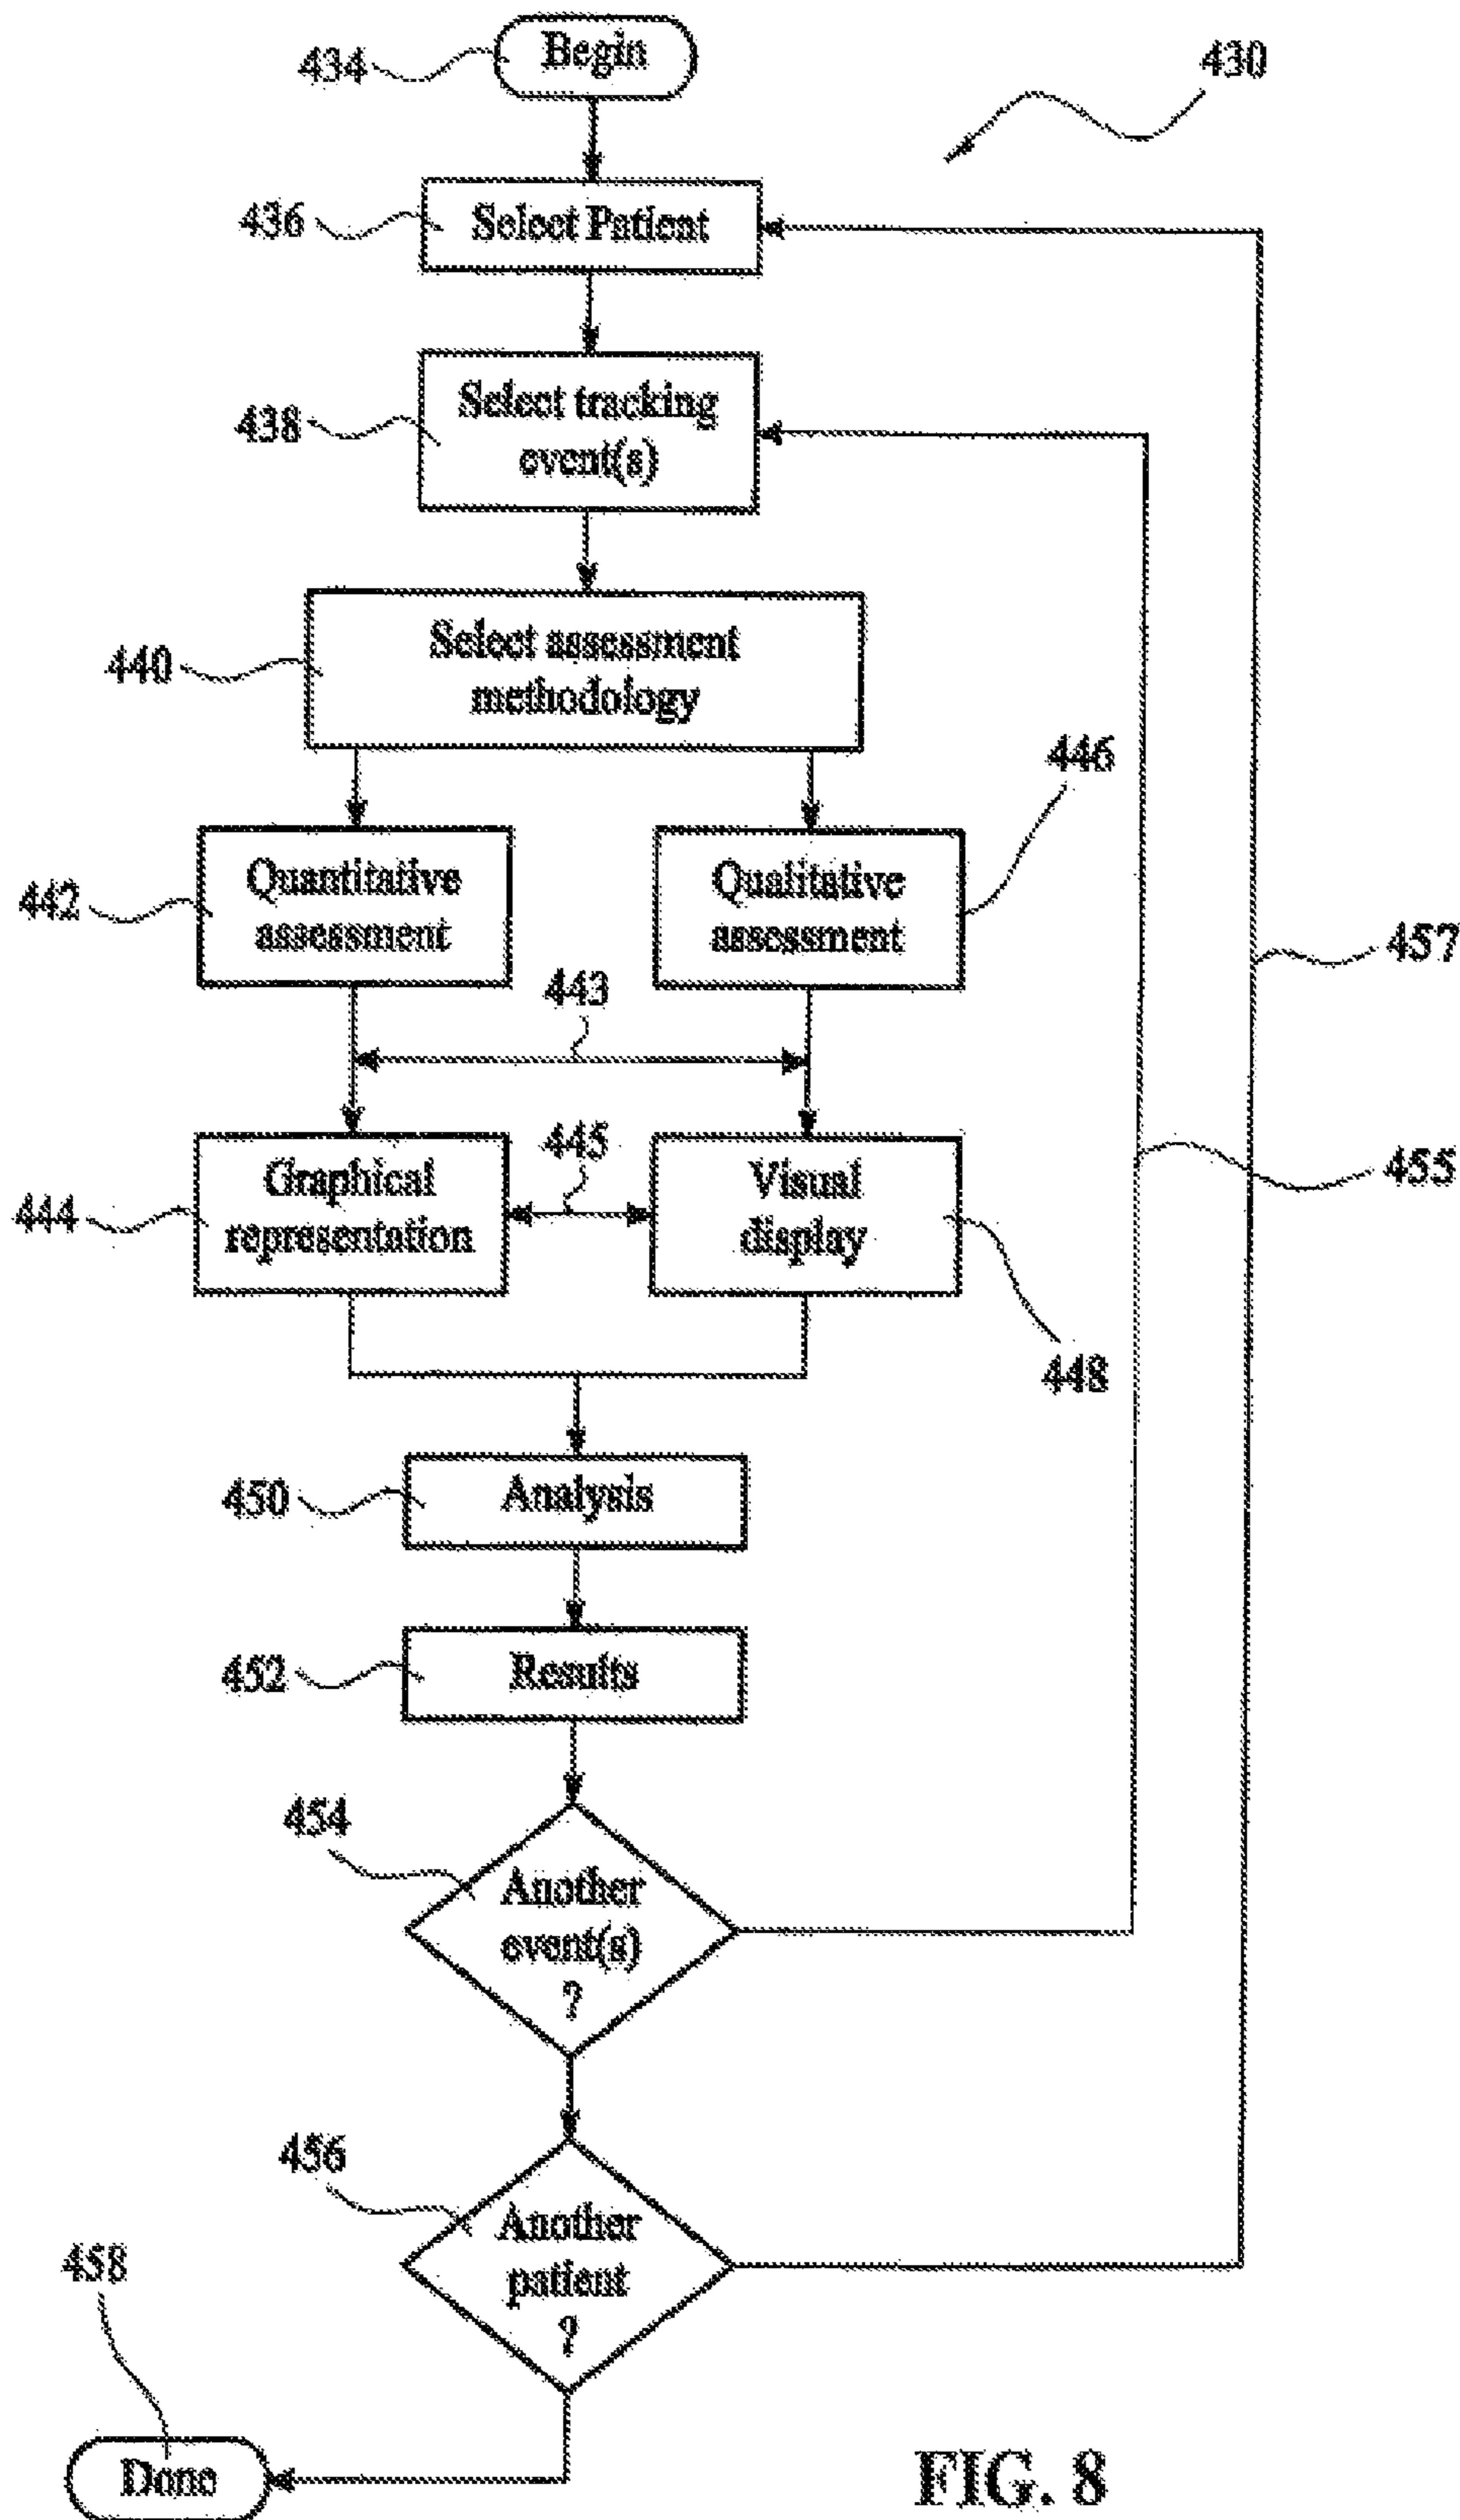 434
Begin
430
436
Select Patient
438
Select tracking
event(s)
440
Select assessment
methodology
446
442
Quantitative
assessment
Qualitative
assessment
457
443
444
Graphical
representation
445
Visual
display
455
448
450
Analysis
452
Results
454
Another
event(s)
?
456
Another
patient
?
458
Done
FIG. 8